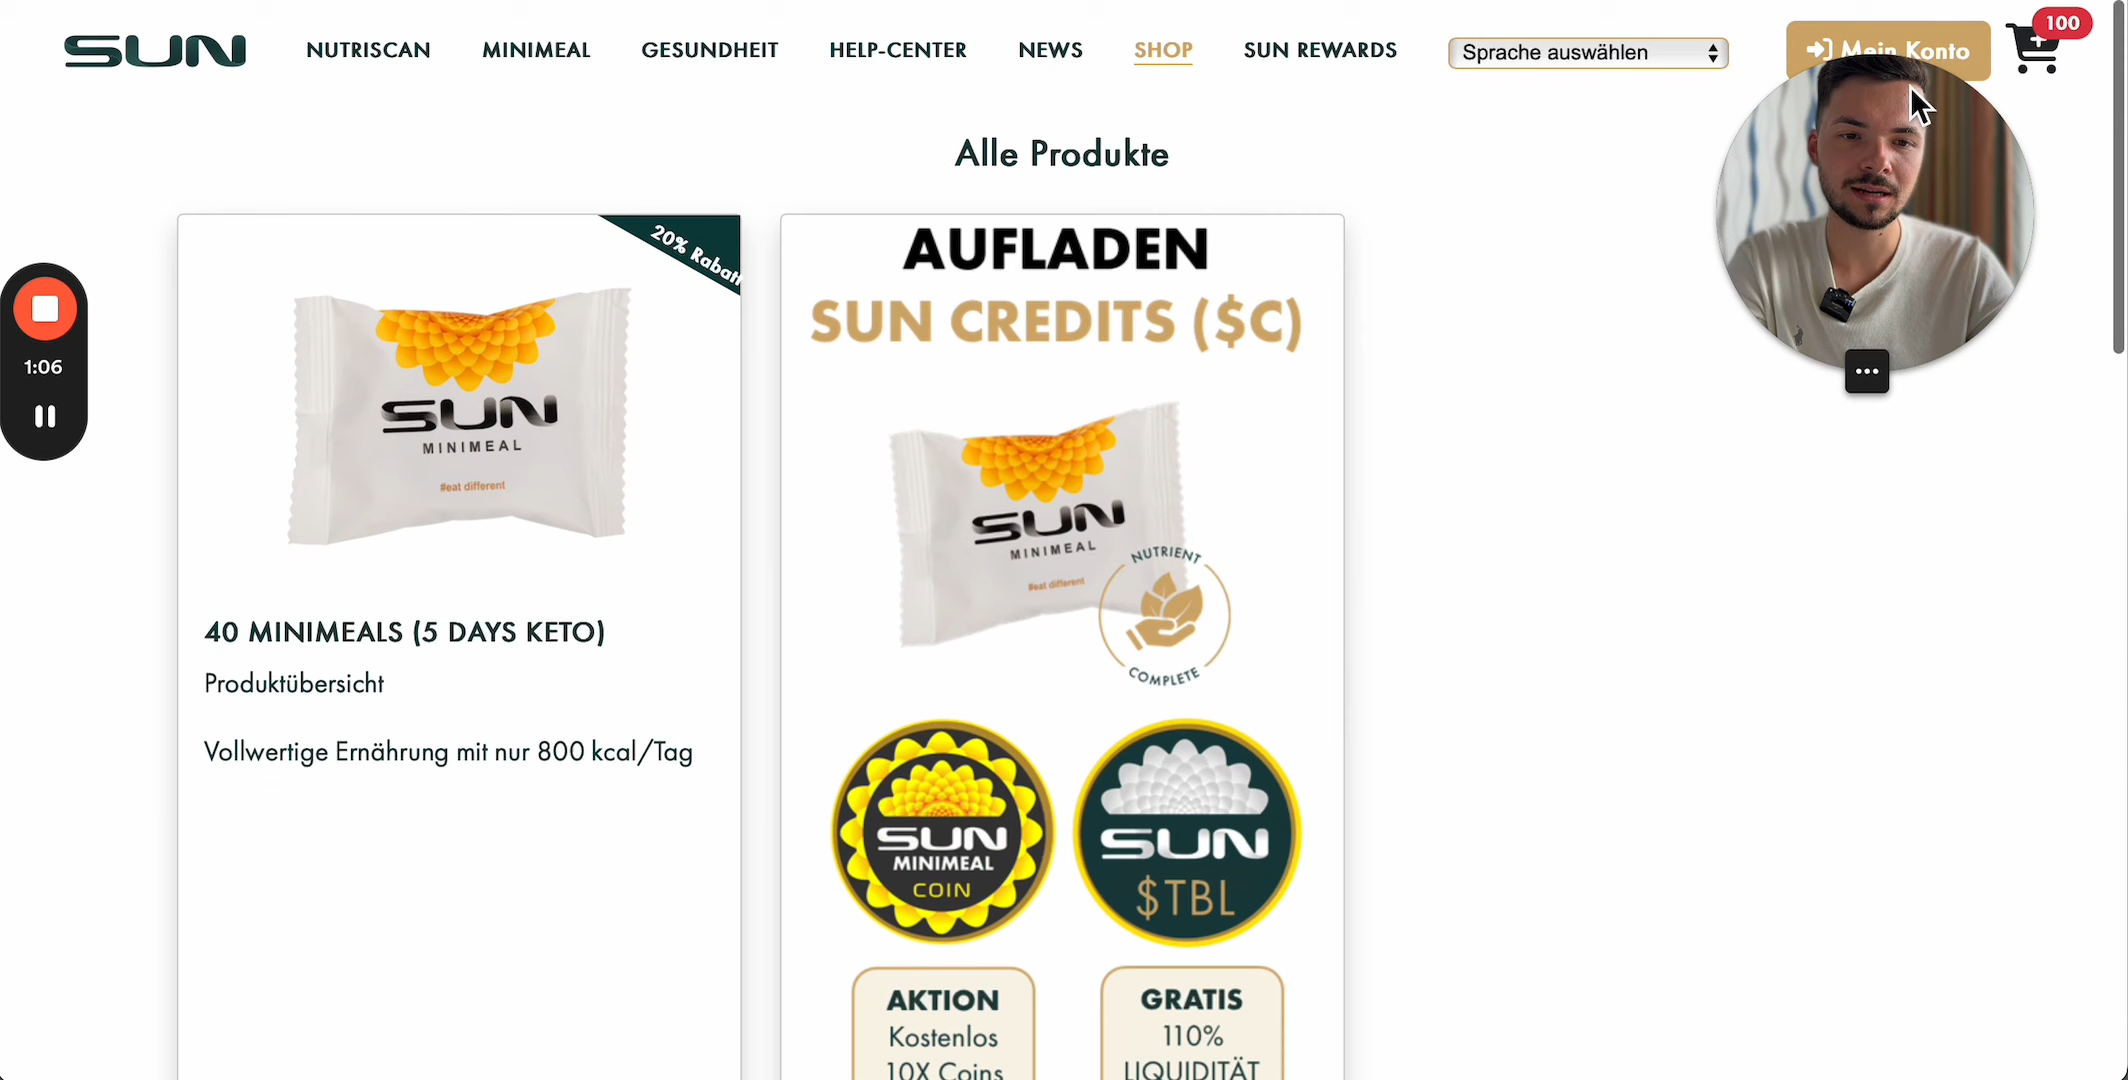 SUN
NUTRISCAN
MINIMEAL
GESUNDHEIT
HELP-CENTER
NEWS
SHOP
SUN REWARDS
Sprache auswählen
Mein Konto
100
Alle Produkte
1:06
20% Rabatt
SUN
MINIMEAL
#eat different
40 MINIMEALS (5 DAYS KETO)
Produktübersicht
Vollwertige Ernährung mit nur 800 kcal/Tag
AUFLADEN
SUN CREDITS ($C)
SUN
MINIMEAL
#eat different
NUTRIENT
COMPLETE
SUN
MINIMEAL
COIN
SUN
$TBL
AKTION
Kostenlos
10X Coins
GRATIS
110%
LIQUIDITÄT